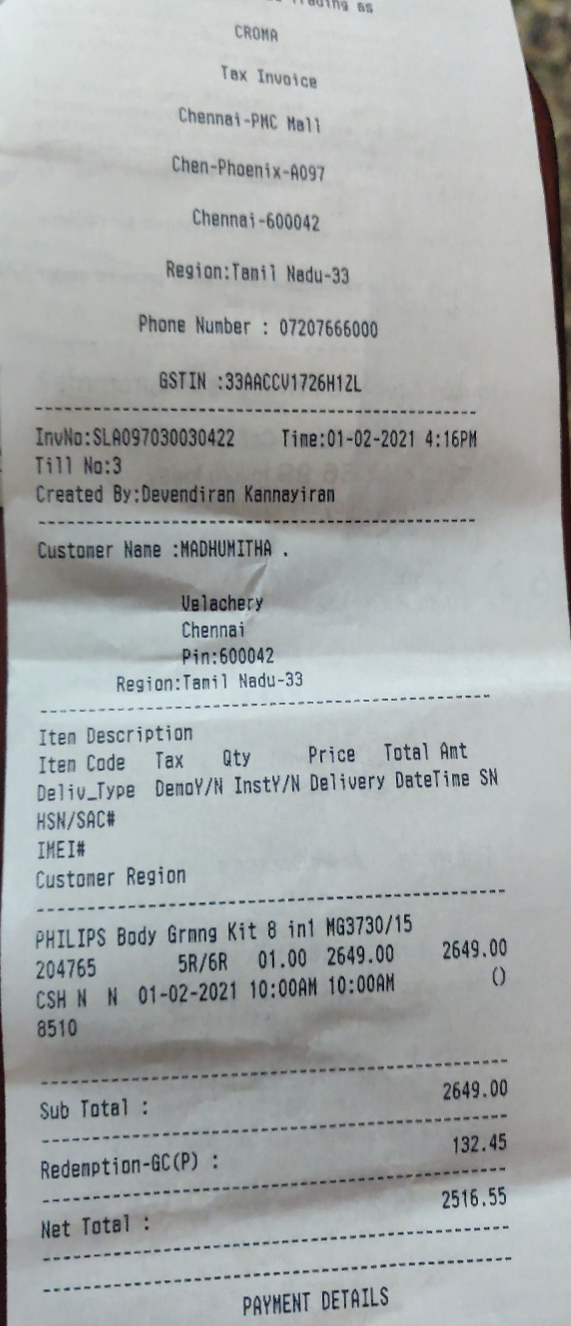 Trading as
CROMA
Tax Invoice
Chennai-PMC Mall
Chen-Phoenix-A097
Chennai-600042
Region:Tamil Nadu-33
Phone Number : 07207666000
GSTIN :33AACCV1726H1ZL
InvNo:SLA097030030422 Time:01-02-2021 4:16PM
Till No:3
Created By:Devendiran Kannayiram
Customer Name :MADHUMITHA .
Velachery
Chennai
Pin:600042
Region:Tamil Nadu-33
Item Description
Item Code Tax Qty Price Total Amt
Deliv_Type DemoY/N InstY/N Delivery DateTime SN
HSN/SAC#
IMEI#
Customer Region
PHILIPS Body Grmng Kit 8 in1 MG3730/15
204765 5R/6R 01.00 2649.00 2649.00
CSH N N 01-02-2021 10:00AM 10:00AM ()
8510
Sub Total : 2649.00
Redemption-GC(P) : 132.45
Net Total : 2516.55
PAYMENT DETAILS